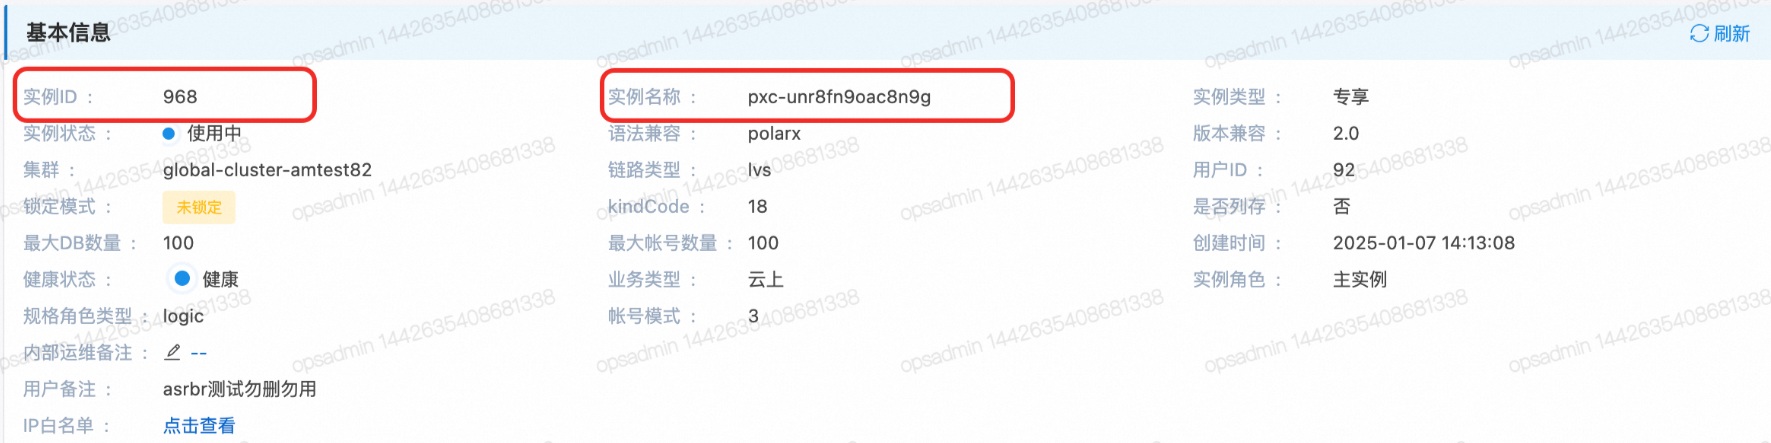 基本信息
刷新
实例ID : 968 实例名称 : pxc-unr8fn9oac8n9g 实例类型 : 专享
实例状态 : 使用中 语法兼容 : polarx 版本兼容 : 2.0
集群 : global-cluster-amtest82 链路类型 : lvs 用户ID : 92
锁定模式 : 未锁定 kindCode : 18 是否列存 : 否
最大DB数量 : 100 最大帐号数量 : 100 创建时间 : 2025-01-07 14:13:08
健康状态 : 健康 业务类型 : 云上 实例角色 : 主实例
规格角色类型 : logic 帐号模式 : 3
内部运维备注 : --
用户备注 : asrbr测试勿删勿用
IP白名单 : 点击查看
opsadmin 1442635408681338